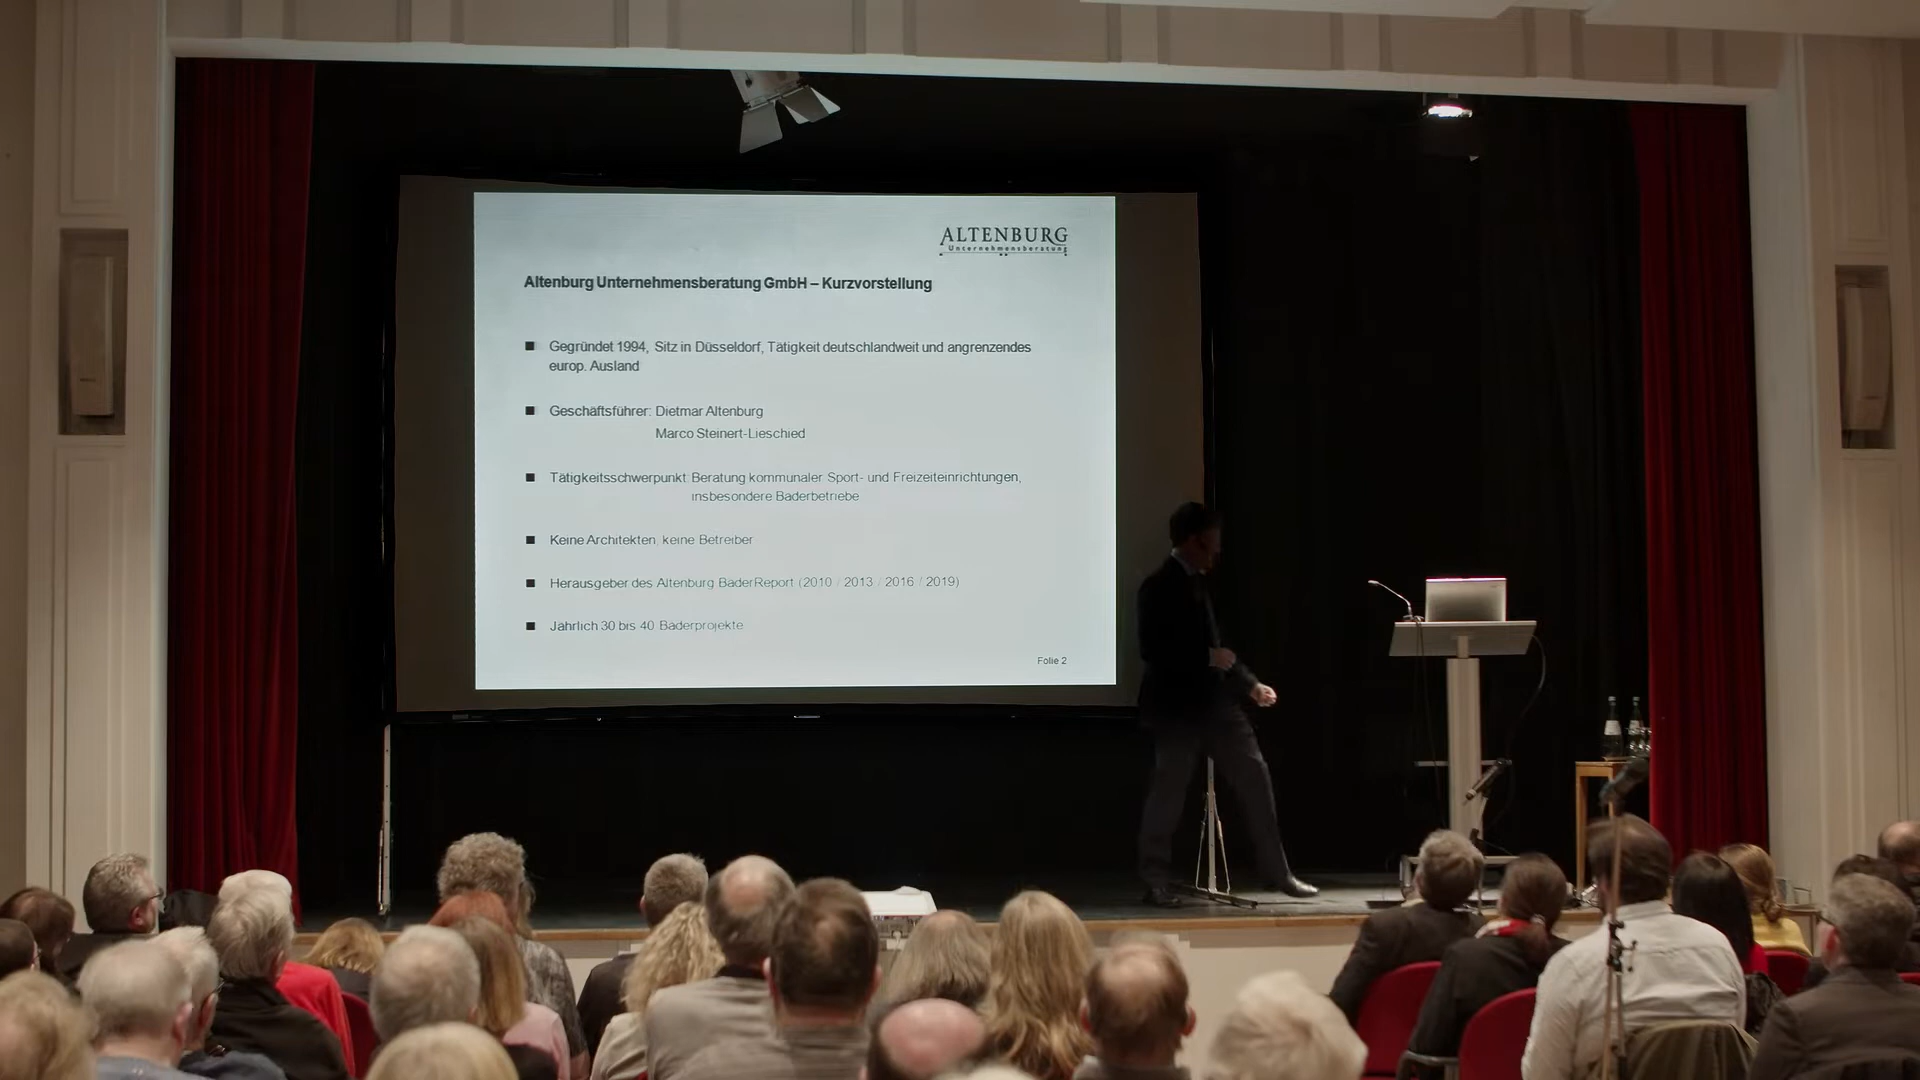 ALTENBURG
Unternehmensberatung
Altenburg Unternehmensberatung GmbH – Kurzvorstellung
■ Gegründet 1994, Sitz in Düsseldorf, Tätigkeit deutschlandweit und angrenzendes
europ. Ausland
■ Geschäftsführer: Dietmar Altenburg
Marco Steinert-Lieschied
■ Tätigkeitsschwerpunkt: Beratung kommunaler Sport- und Freizeiteinrichtungen,
insbesondere Bäderbetriebe
■ Keine Architekten, keine Betreiber
■ Herausgeber des Altenburg BäderReport (2010 / 2013 / 2016 / 2019)
■ Jährlich 30 bis 40 Bäderprojekte
Folie 2